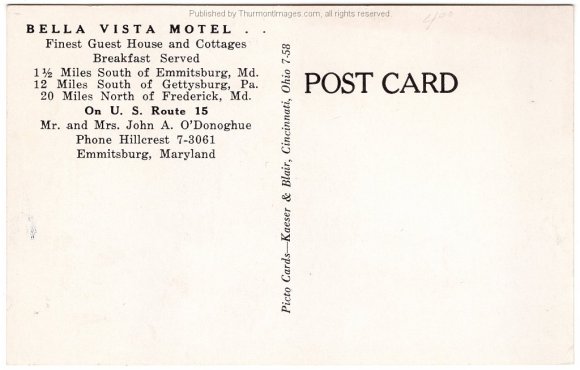 Published by ThurmontImages.com, all rights reserved
4⁰⁰
BELLA VISTA MOTEL . .
Finest Guest House and Cottages
Breakfast Served
1½ Miles South of Emmitsburg, Md.
12 Miles South of Gettysburg, Pa.
20 Miles North of Frederick, Md.
On U. S. Route 15
Mr. and Mrs. John A. O'Donoghue
Phone Hillcrest 7-3061
Emmitsburg, Maryland
Picto Cards—Kaeser & Blair, Cincinnati, Ohio 7-58
POST CARD